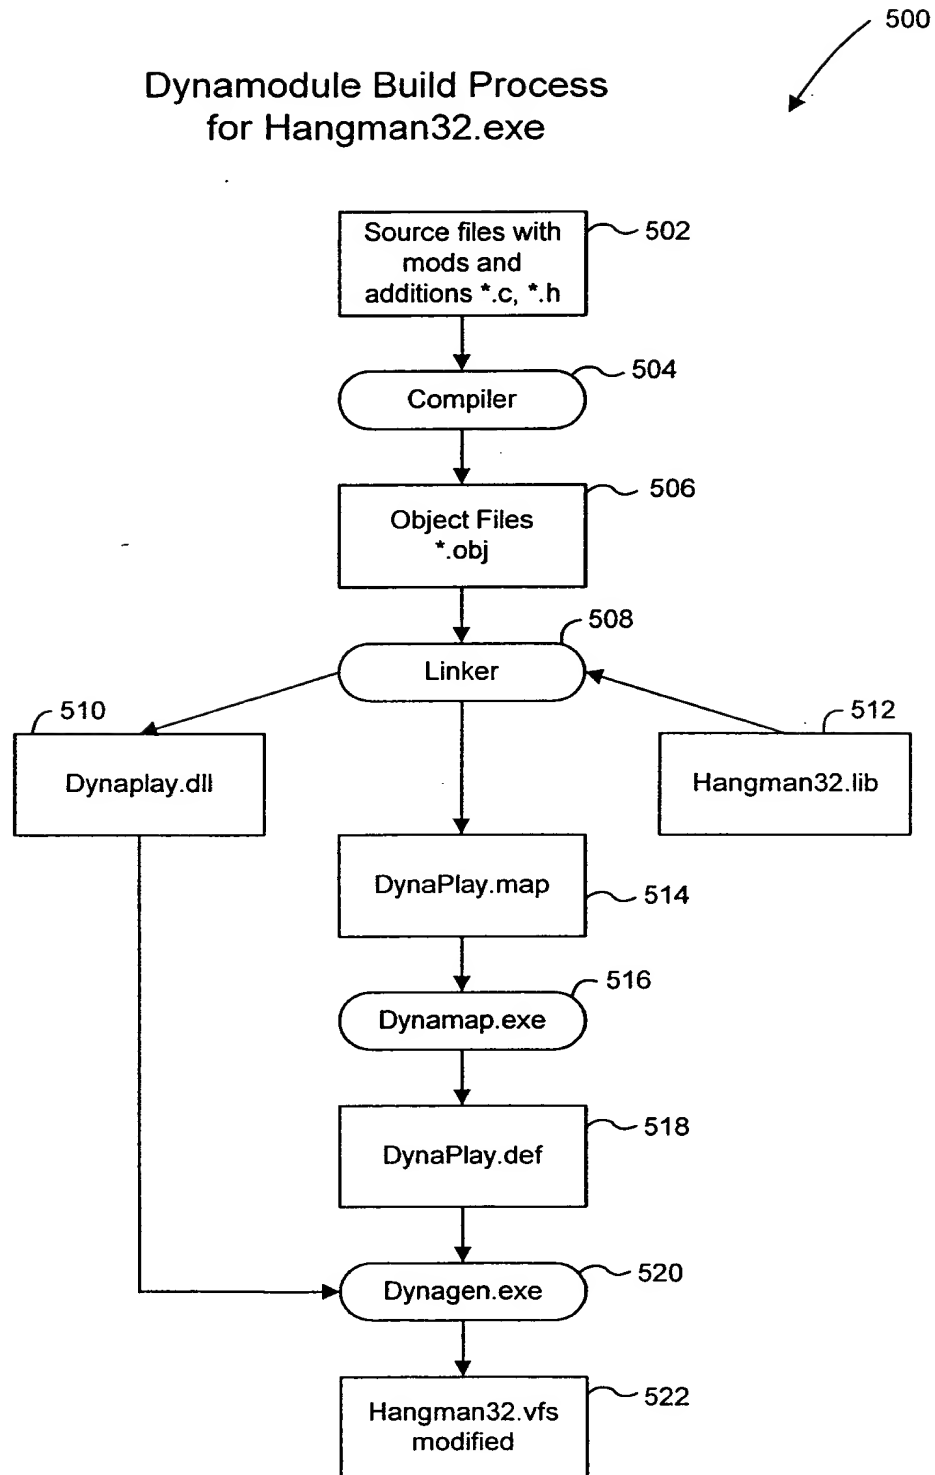 500
Dynamodule Build Process
for Hangman32.exe
Source files with
mods and
additions *.c, *.h
502
Compiler
504
Object Files
*.obj
506
Linker
508
510
Dynaplay.dll
512
Hangman32.lib
DynaPlay.map
514
Dynamap.exe
516
DynaPlay.def
518
Dynagen.exe
520
Hangman32.vfs
modified
522